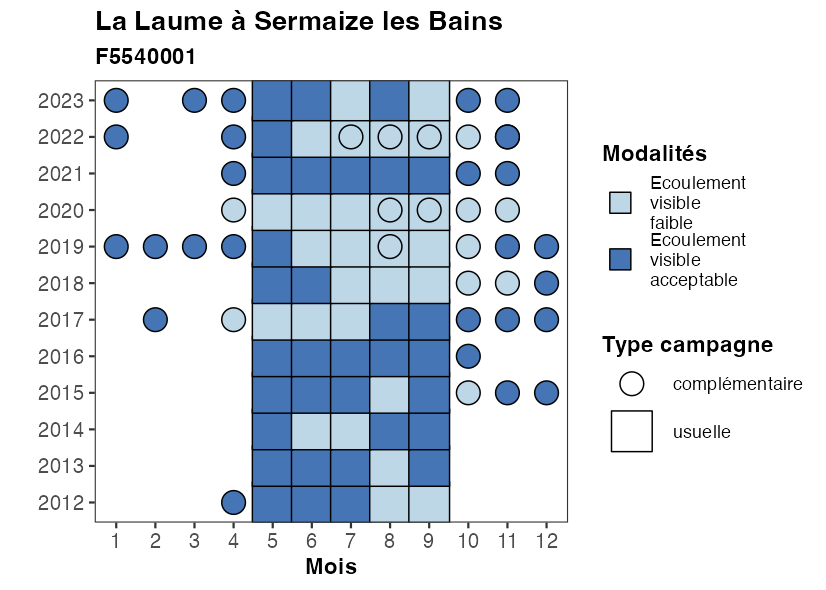 La Laume à Sermaize les Bains
F5540001
2023
2022
2021
2020
2019
2018
2017
2016
2015
2014
2013
2012
1 2 3 4 5 6 7 8 9 10 11 12
Mois
Modalités
Ecoulement
visible
faible
Ecoulement
visible
acceptable
Type campagne
complémentaire
usuelle